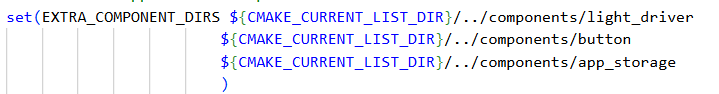 set(EXTRA_COMPONENT_DIRS ${CMAKE_CURRENT_LIST_DIR}/../components/light_driver
${CMAKE_CURRENT_LIST_DIR}/../components/button
${CMAKE_CURRENT_LIST_DIR}/../components/app_storage
)